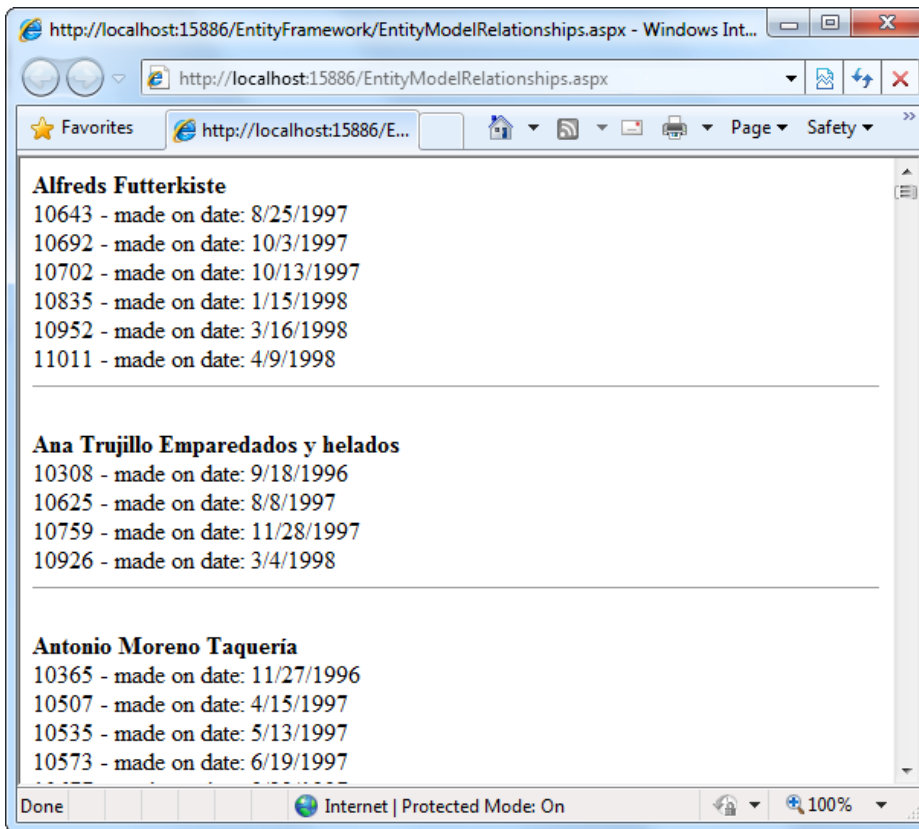 http://localhost:15886/EntityFramework/EntityModelRelationships.aspx - Windows Int...
http://localhost:15886/EntityModelRelationships.aspx
Favorites
http://localhost:15886/E...
Page
Safety
Alfreds Futterkiste
10643 - made on date: 8/25/1997
10692 - made on date: 10/3/1997
10702 - made on date: 10/13/1997
10835 - made on date: 1/15/1998
10952 - made on date: 3/16/1998
11011 - made on date: 4/9/1998
Ana Trujillo Emparedados y helados
10308 - made on date: 9/18/1996
10625 - made on date: 8/8/1997
10759 - made on date: 11/28/1997
10926 - made on date: 3/4/1998
Antonio Moreno Taquería
10365 - made on date: 11/27/1996
10507 - made on date: 4/15/1997
10535 - made on date: 5/13/1997
10573 - made on date: 6/19/1997
Done
Internet | Protected Mode: On
100%